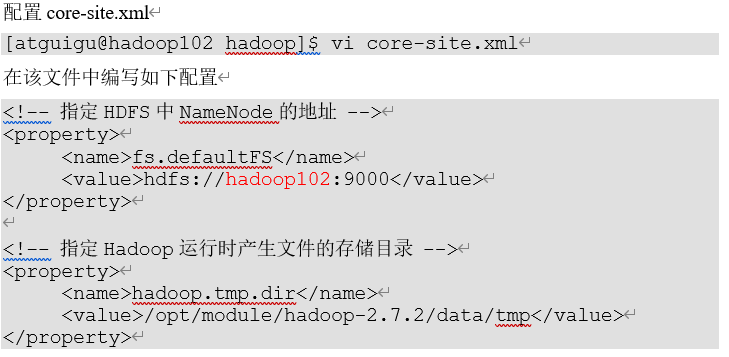 配置 core-site.xml
[atguigu@hadoop102 hadoop]$ vi core-site.xml
在该文件中编写如下配置
<!-- 指定 HDFS 中 NameNode 的地址 -->
<property>
<name>fs.defaultFS</name>
<value>hdfs://hadoop102:9000</value>
</property>
<!-- 指定 Hadoop 运行时产生文件的存储目录 -->
<property>
<name>hadoop.tmp.dir</name>
<value>/opt/module/hadoop-2.7.2/data/tmp</value>
</property>